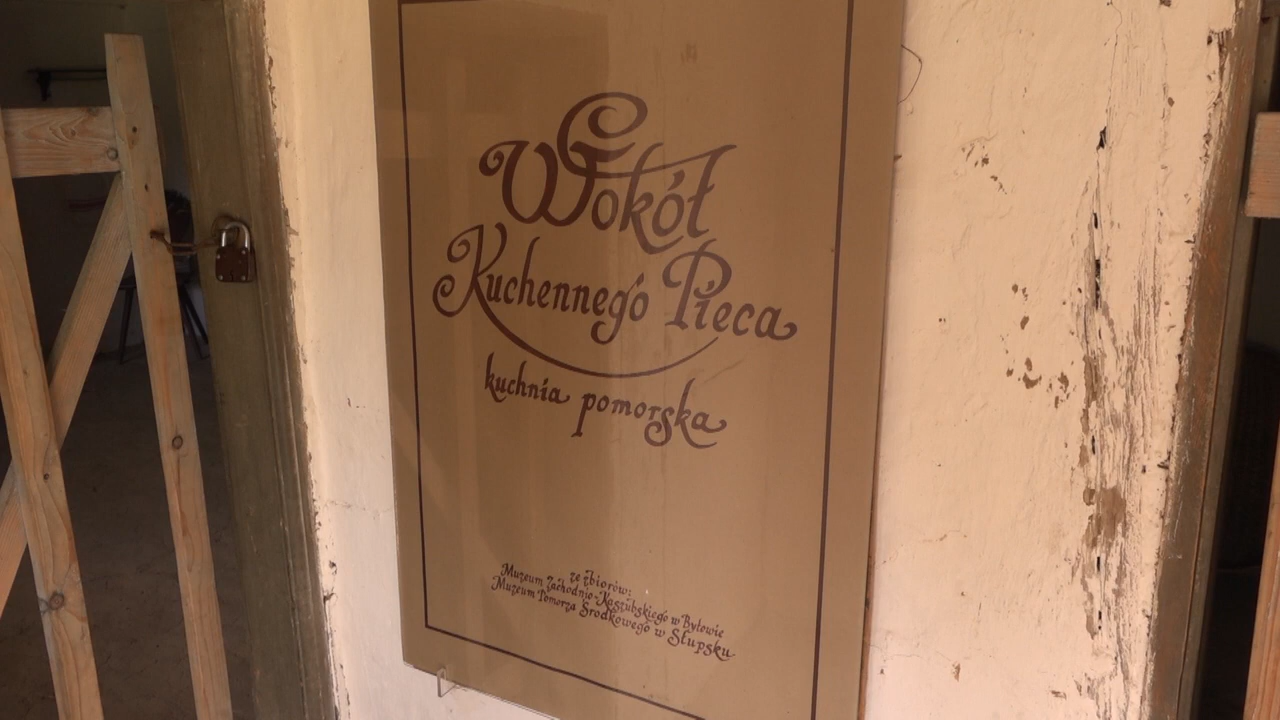 Wokół
Kuchennego Pieca
kuchnia pomorska
ze zbiorów:
Muzeum Zachodnio-Kaszubskiego w Bytowie
Muzeum Pomorza Środkowego w Słupsku